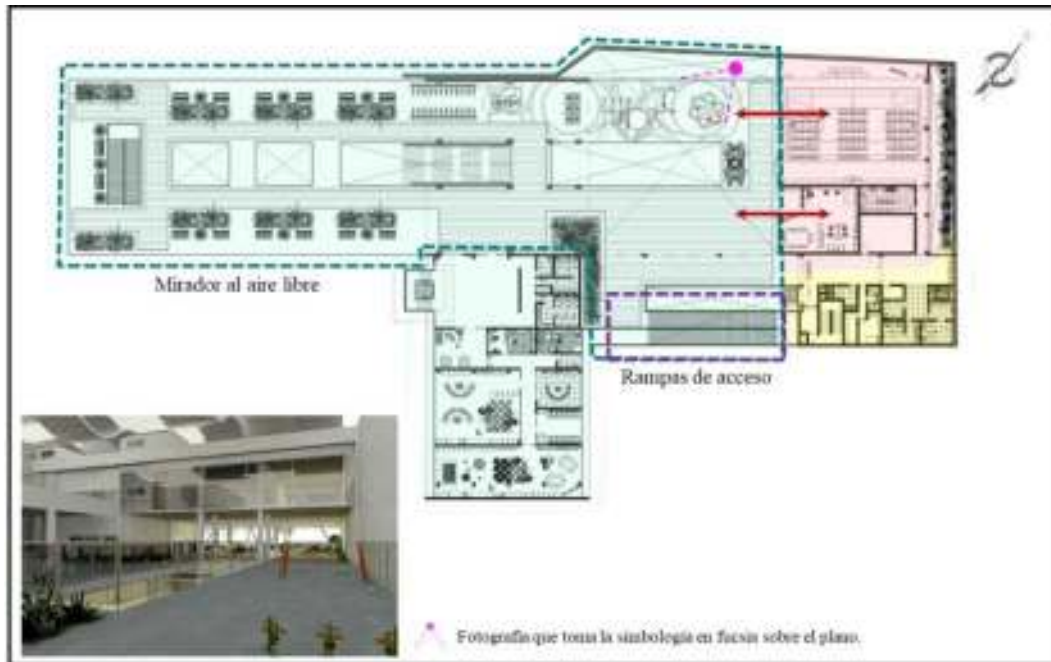 Mirador al aire libre
Rampas de acceso
Fotografía que toma la simbología en fucsia sobre el plano.